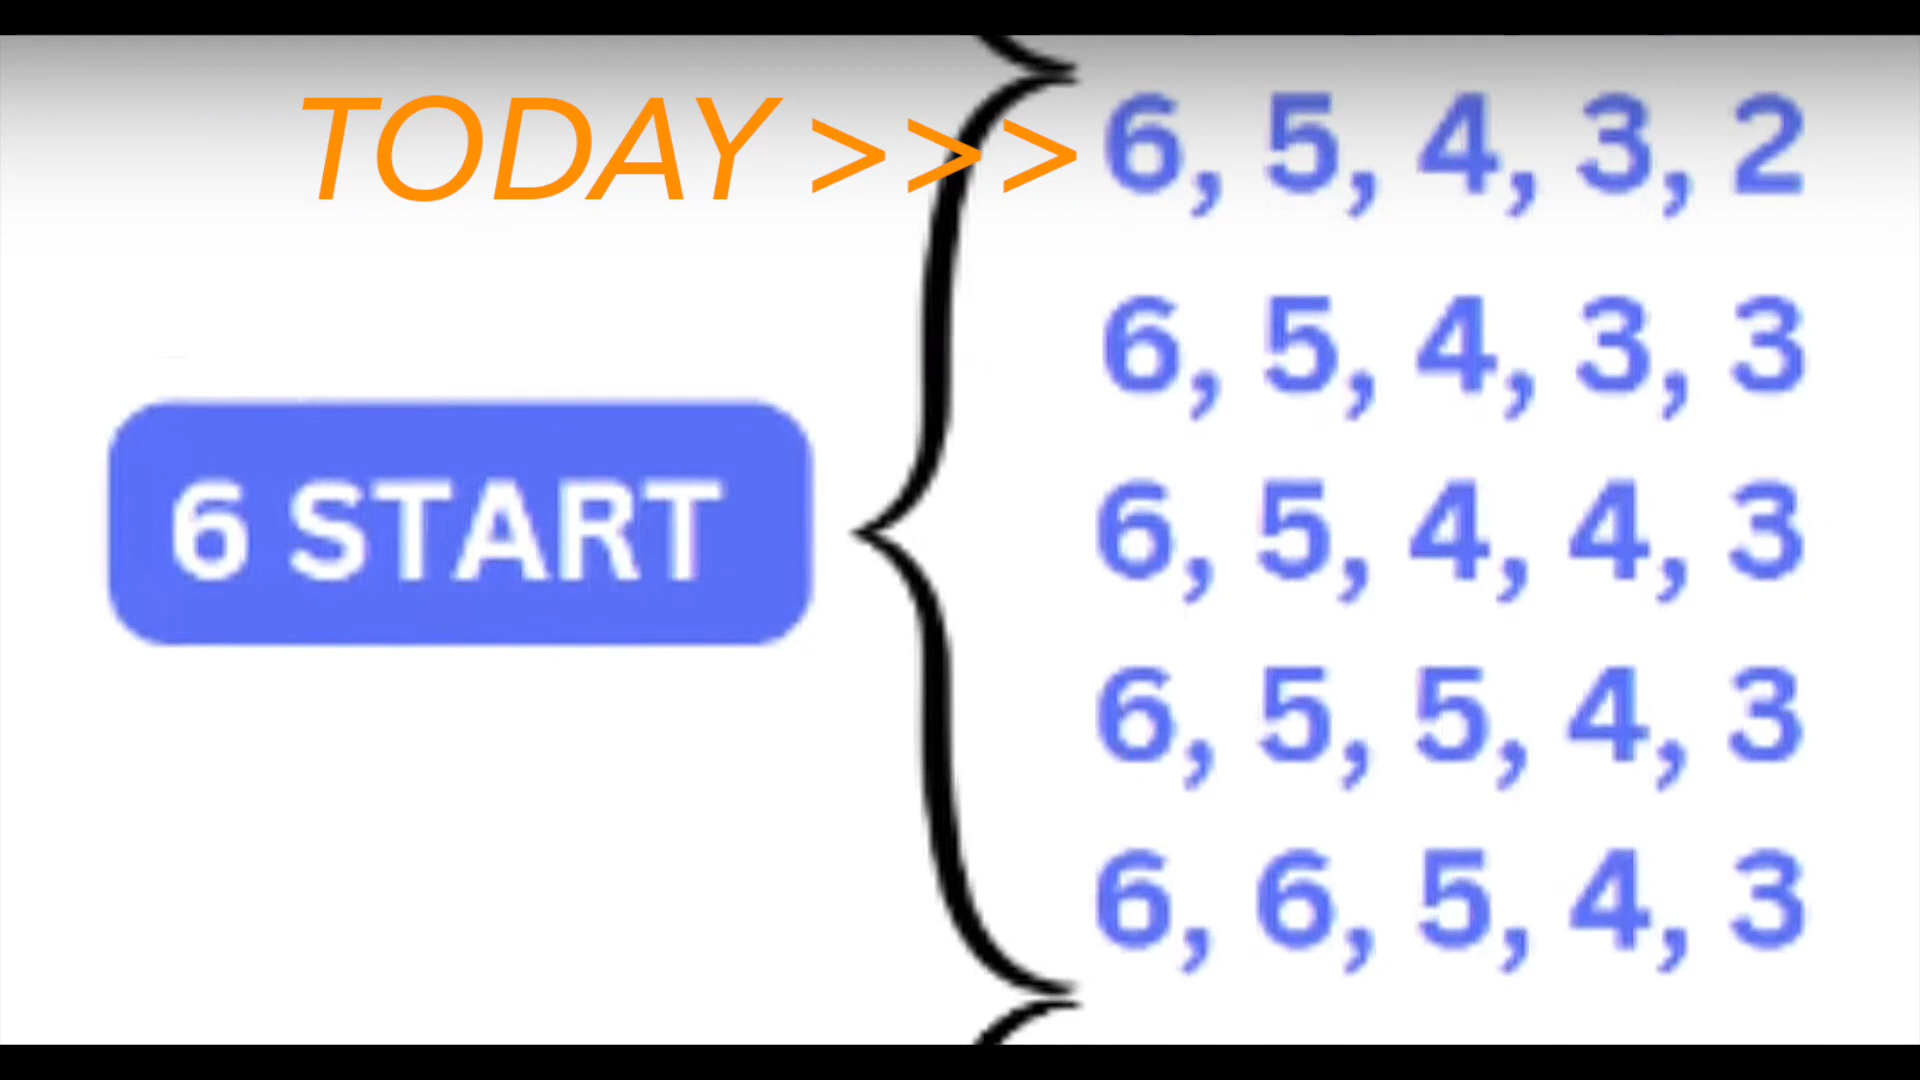 TODAY >>> 6, 5, 4, 3, 2
6, 5, 4, 3, 3
6 START
6, 5, 4, 4, 3
6, 5, 5, 4, 3
6, 6, 5, 4, 3